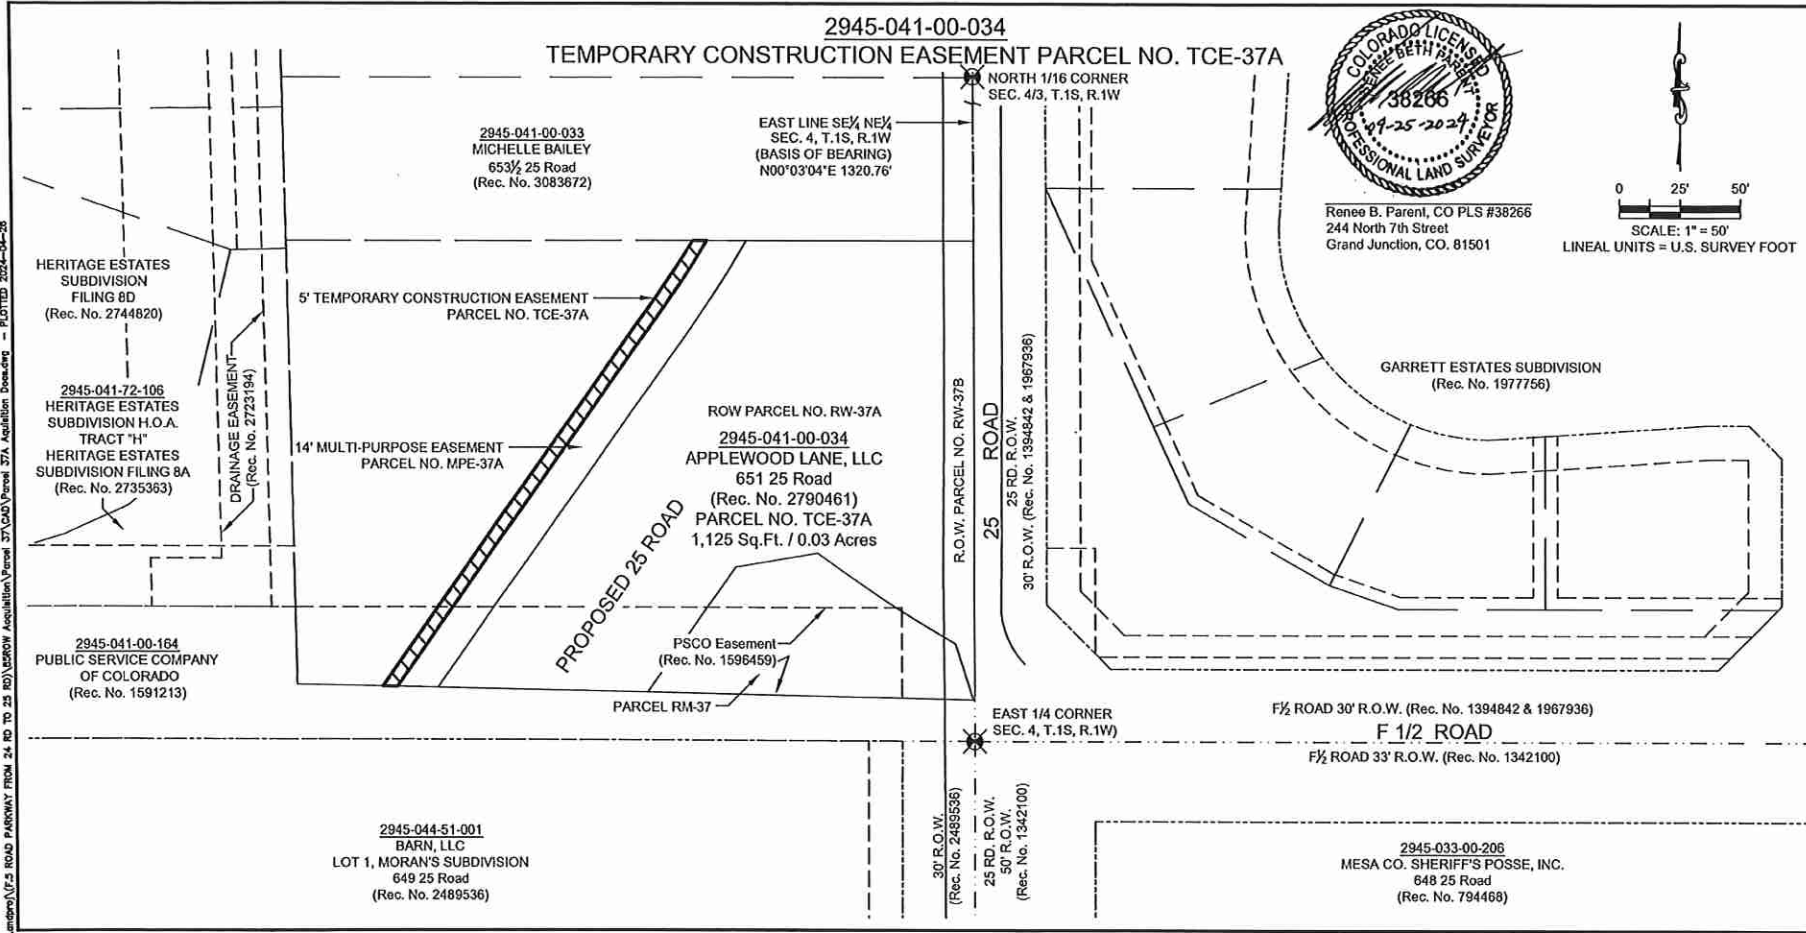 2945-041-00-034
TEMPORARY CONSTRUCTION EASEMENT PARCEL NO. TCE-37A
NORTH 1/16 CORNER
SEC. 4/3, T.1S, R.1W
EAST LINE SE¼ NE¼
SEC. 4, T.1S, R.1W
(BASIS OF BEARING)
N00°03'04"E 1320.76'
2945-041-00-033
MICHELLE BAILEY
653½ 25 Road
(Rec. No. 3083672)
COLORADO LICENSED
RENEE BETH PARENT
38266
04-25-2024
PROFESSIONAL LAND SURVEYOR
Renee B. Parent, CO PLS #38266
244 North 7th Street
Grand Junction, CO. 81501
0 25' 50'
SCALE: 1" = 50'
LINEAL UNITS = U.S. SURVEY FOOT
HERITAGE ESTATES
SUBDIVISION
FILING 8D
(Rec. No. 2744820)
5' TEMPORARY CONSTRUCTION EASEMENT
PARCEL NO. TCE-37A
2945-041-72-106
HERITAGE ESTATES
SUBDIVISION H.O.A.
TRACT "H"
HERITAGE ESTATES
SUBDIVISION FILING 8A
(Rec. No. 2735363)
DRAINAGE EASEMENT
(Rec. No. 2723194)
14' MULTI-PURPOSE EASEMENT
PARCEL NO. MPE-37A
ROW PARCEL NO. RW-37A
2945-041-00-034
APPLEWOOD LANE, LLC
651 25 Road
(Rec. No. 2790461)
PARCEL NO. TCE-37A
1,125 Sq.Ft. / 0.03 Acres
PROPOSED 25 ROAD
R.O.W. PARCEL NO. RW-37B
25 ROAD
25 RD. R.O.W.
30' R.O.W. (Rec. No. 1394842 & 1967936)
GARRETT ESTATES SUBDIVISION
(Rec. No. 1977756)
2945-041-00-164
PUBLIC SERVICE COMPANY
OF COLORADO
(Rec. No. 1591213)
PSCO Easement
(Rec. No. 1596459)
PARCEL RM-37
EAST 1/4 CORNER
SEC. 4, T.1S, R.1W)
F½ ROAD 30' R.O.W. (Rec. No. 1394842 & 1967936)
F 1/2 ROAD
F½ ROAD 33' R.O.W. (Rec. No. 1342100)
2945-044-51-001
BARN, LLC
LOT 1, MORAN'S SUBDIVISION
649 25 Road
(Rec. No. 2489536)
30' R.O.W.
(Rec. No. 2489536)
25 RD. R.O.W.
50' R.O.W.
(Rec. No. 1342100)
2945-033-00-206
MESA CO. SHERIFF'S POSSE, INC.
648 25 Road
(Rec. No. 794468)